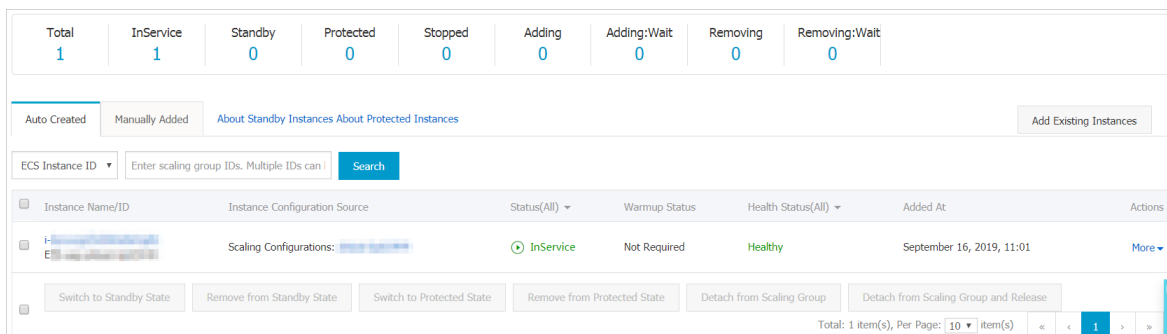 Total InService Standby Protected Stopped Adding Adding:Wait Removing Removing:Wait
1 1 0 0 0 0 0 0 0
Auto Created Manually Added About Standby Instances About Protected Instances Add Existing Instances
ECS Instance ID Enter scaling group IDs. Multiple IDs can Search
Instance Name/ID Instance Configuration Source Status(All) Warmup Status Health Status(All) Added At Actions
i-
Scaling Configurations: InService Not Required Healthy September 16, 2019, 11:01 More
Switch to Standby State Remove from Standby State Switch to Protected State Remove from Protected State Detach from Scaling Group Detach from Scaling Group and Release
Total: 1 item(s), Per Page: 10 item(s) « ‹ 1 › »